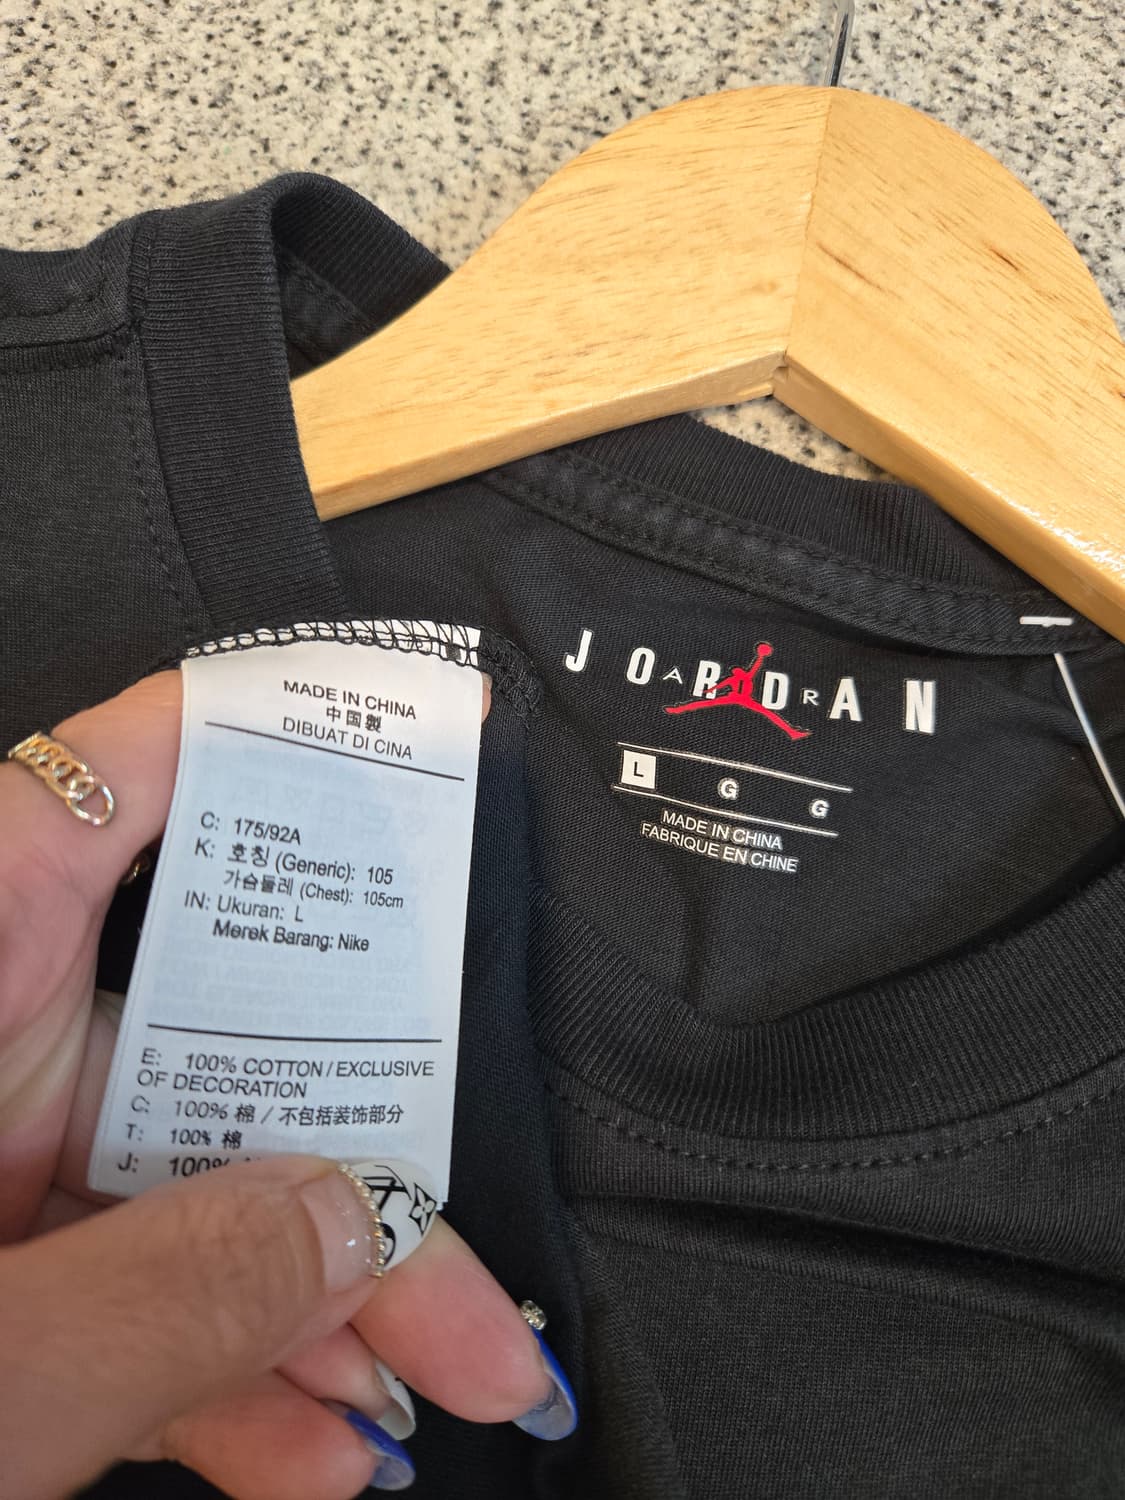 MADE IN CHINA
中国製
DIBUAT DI CINA
C: 175/92A
K: 호칭 (Generic): 105
가슴둘레 (Chest): 105cm
IN: Ukuran: L
Merek Barang: Nike
E: 100% COTTON / EXCLUSIVE
OF DECORATION
C: 100% 棉 / 不包括装饰部分
T: 100% 棉
J: 100%
JORDAN
L G G
MADE IN CHINA
FABRIQUE EN CHINE